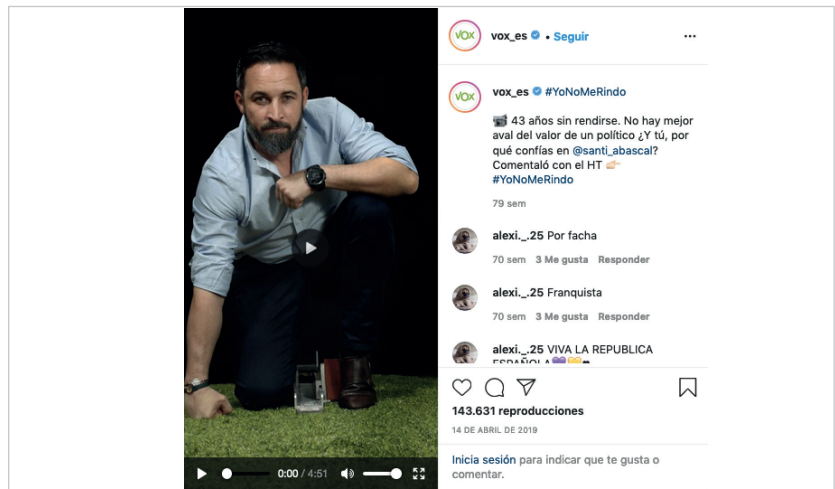 VOX
vox_es • Seguir
VOX
vox_es #YoNoMeRindo
43 años sin rendirse. No hay mejor
aval del valor de un político ¿Y tú, por
qué confías en @santi_abascal?
Comentaló con el HT
#YoNoMeRindo
79 sem
alexi._.25 Por facha
70 sem 3 Me gusta Responder
alexi._.25 Franquista
70 sem 3 Me gusta Responder
alexi._.25 VIVA LA REPUBLICA
ESPAÑOLA
143.631 reproducciones
14 DE ABRIL DE 2019
Inicia sesión para indicar que te gusta o
comentar.
0:00 / 4:51